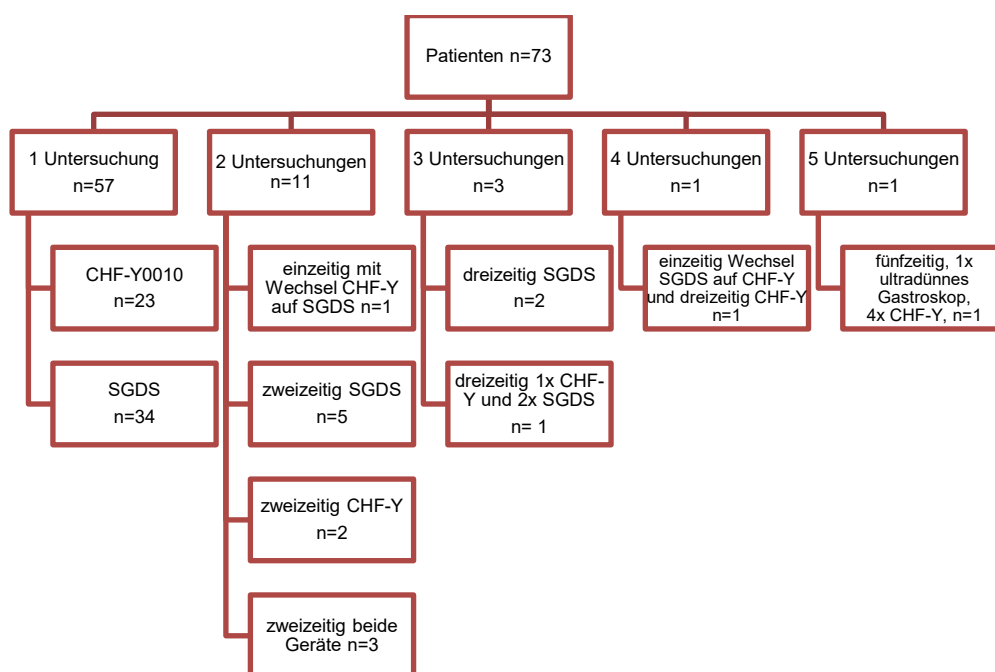 Patienten n=73
1 Untersuchung
n=57
CHF-Y0010
n=23
SGDS
n=34
2 Untersuchungen
n=11
einzeitig mit
Wechsel CHF-Y
auf SGDS n=1
zweizeitig SGDS
n=5
zweizeitig CHF-Y
n=2
zweizeitig beide
Geräte n=3
3 Untersuchungen
n=3
dreizeitig SGDS
n=2
dreizeitig 1x CHF-
Y und 2x SGDS
n= 1
4 Untersuchungen
n=1
einzeitig Wechsel
SGDS auf CHF-Y
und dreizeitig CHF-Y
n=1
5 Untersuchungen
n=1
fünfzeitig, 1x
ultradünnes
Gastroskop,
4x CHF-Y, n=1